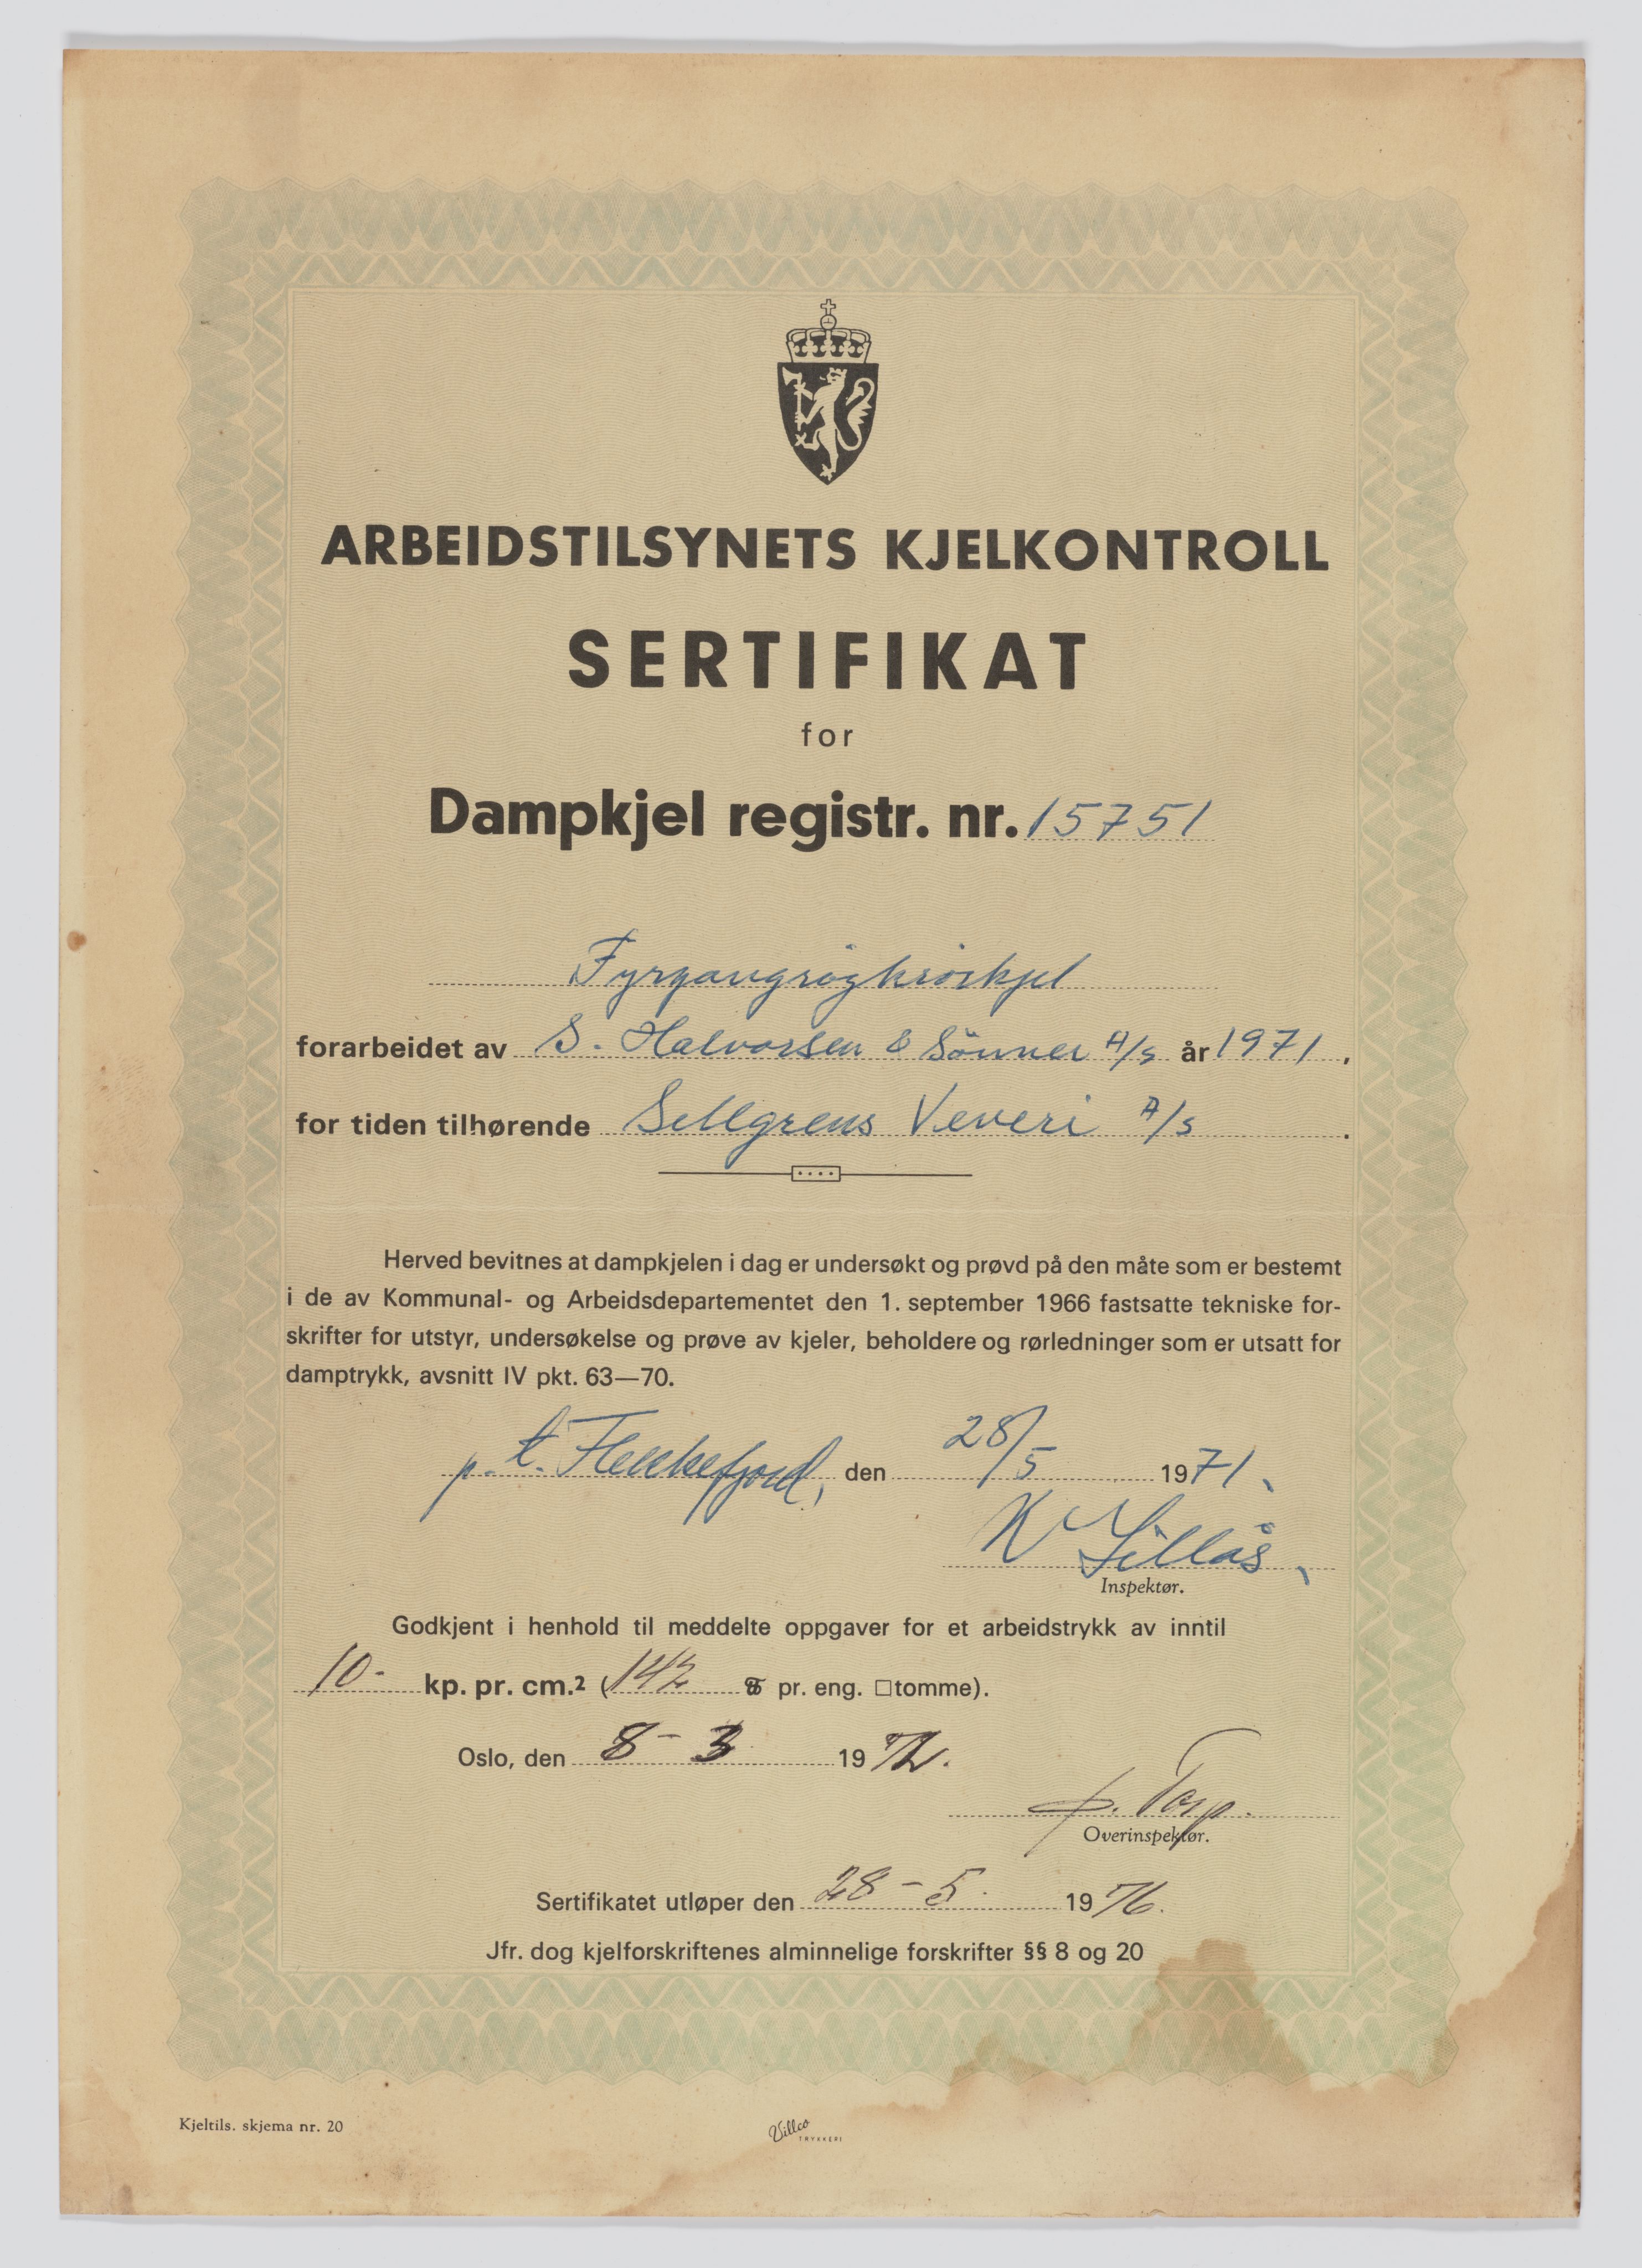 ARBEIDSTILSYNETS KJELKONTROLL
SERTIFIKAT
for
Dampkjel registr. nr. 15751
Fyrgangrøykrørkjel
forarbeidet av S. Halvorsen & Sönner A/S år 1971.
for tiden tilhørende Sellgrens Veveri A/S.
Herved bevitnes at dampkjelen i dag er undersøkt og prøvd på den måte som er bestemt
i de av Kommunal- og Arbeidsdepartementet den 1. september 1966 fastsatte tekniske for-
skrifter for utstyr, undersøkelse og prøve av kjeler, beholdere og rørledninger som er utsatt for
damptrykk, avsnitt IV pkt. 63—70.
p.t. Flekkefjord, den 28/5 1971.
K Lillås.
Inspektør.
Godkjent i henhold til meddelte oppgaver for et arbeidstrykk av inntil
10- kp. pr. cm.² (142 ℔ pr. eng. □tomme).
Oslo, den 8 - 3 1972.
Torp.
Overinspektør.
Sertifikatet utløper den 28 - 5. 1976.
Jfr. dog kjelforskriftenes alminnelige forskrifter §§ 8 og 20
Kjeltils. skjema nr. 20
Villco
TRYKKERI